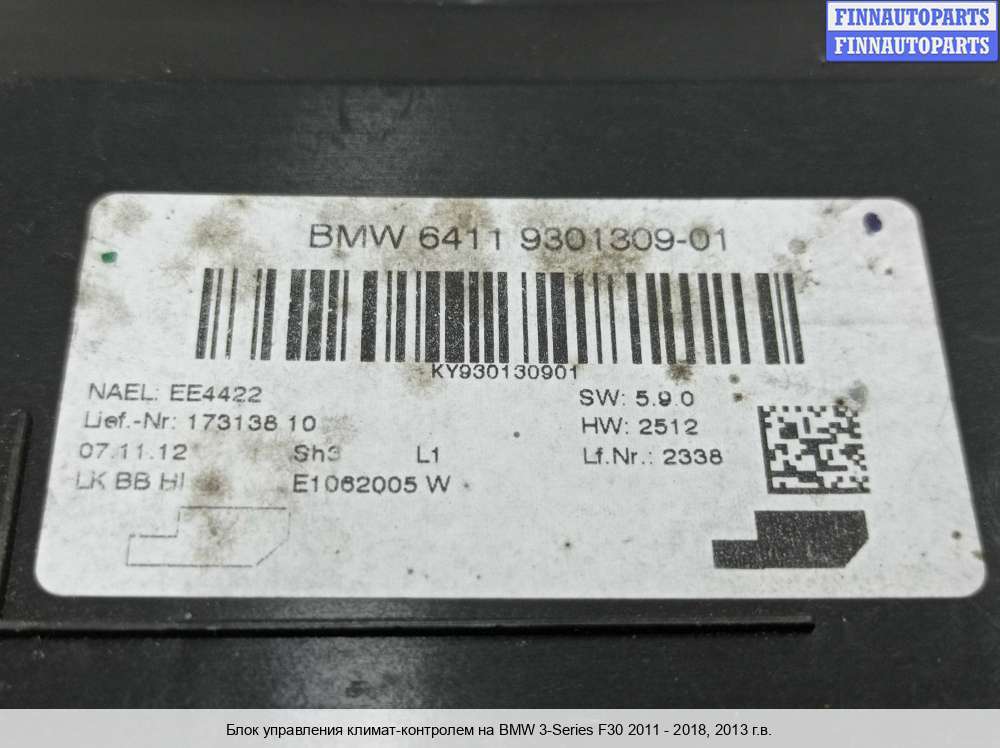 FINNAUTOPARTS
FINNAUTOPARTS
BMW 6411 9301309-01
KY930130901
NAEL: EE4422
SW: 5.9.0
Lief.-Nr: 173138 10
HW: 2512
07.11.12 Sh3 L1
Lf.Nr.: 2338
LK BB HI E1062005 W
Блок управления климат-контролем на BMW 3-Series F30 2011 - 2018, 2013 г.в.